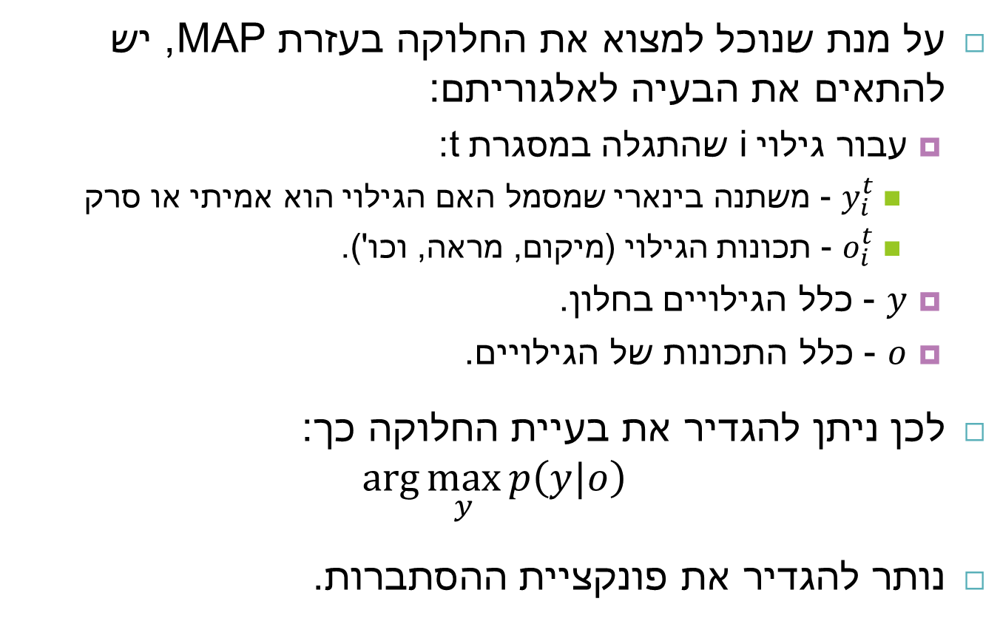 על מנת שנוכל למצוא את החלוקה בעזרת MAP, יש
להתאים את הבעיה לאלגוריתם:
עבור גילוי i שהתגלה במסגרת t:
$y_i^t$ - משתנה בינארי שמסמל האם הגילוי הוא אמיתי או סרק
$o_i^t$ - תכונות הגילוי (מיקום, מראה, וכו').
$y$ - כלל הגילויים בחלון.
$o$ - כלל התכונות של הגילויים.
לכן ניתן להגדיר את בעיית החלוקה כך:
$\arg\max_y p(y|o)$
נותר להגדיר את פונקציית ההסתברות.